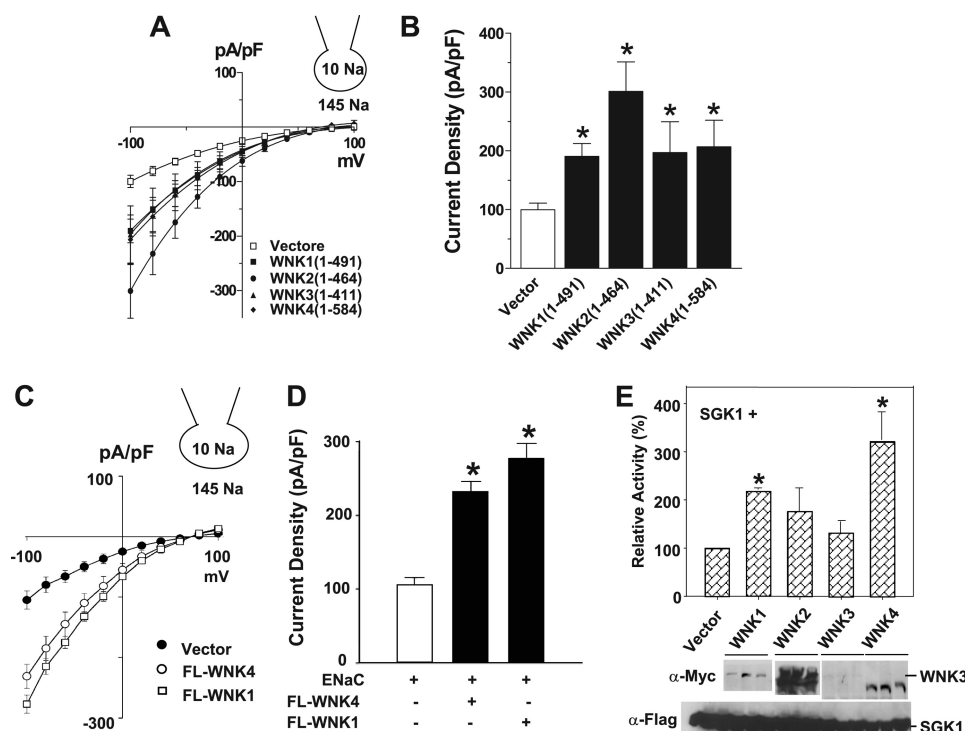 A
pA/pF
100
10 Na
145 Na
-100
100
mV
-100
-200
-300
Vectore
WNK1(1-491)
WNK2(1-464)
WNK3(1-411)
WNK4(1-584)
B
Current Density (pA/pF)
400
300
200
100
0
* * * *
Vector
WNK1(1-491)
WNK2(1-464)
WNK3(1-411)
WNK4(1-584)
C
pA/pF
100
10 Na
145 Na
-100
100
mV
-300
Vector
FL-WNK4
FL-WNK1
D
Current Density (pA/pF)
300
200
100
0
* *
ENaC + + +
FL-WNK4 - + -
FL-WNK1 - - +
E
SGK1 +
Relative Activity (%)
400
300
200
100
0
* *
Vector
WNK1
WNK2
WNK3
WNK4
α-Myc
WNK3
α-Flag
SGK1